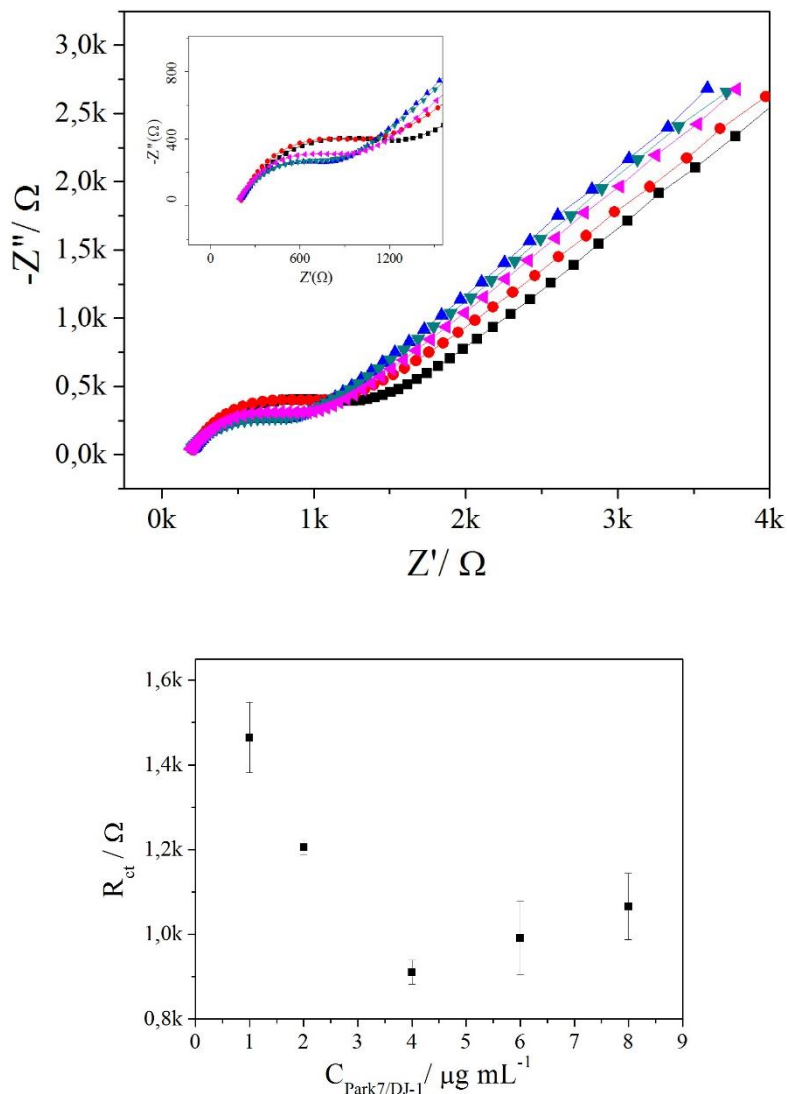 3,0k
2,5k
2,0k
1,5k
1,0k
0,5k
0,0k
-Z''/ Ω
800
400
0
-Z''(Ω)
0 600 1200
Z'(Ω)
0k 1k 2k 3k 4k
Z'/ Ω
1,6k
1,4k
1,2k
1,0k
0,8k
R_ct / Ω
0 1 2 3 4 5 6 7 8 9
C_Park7/DJ-1/ μg mL⁻¹